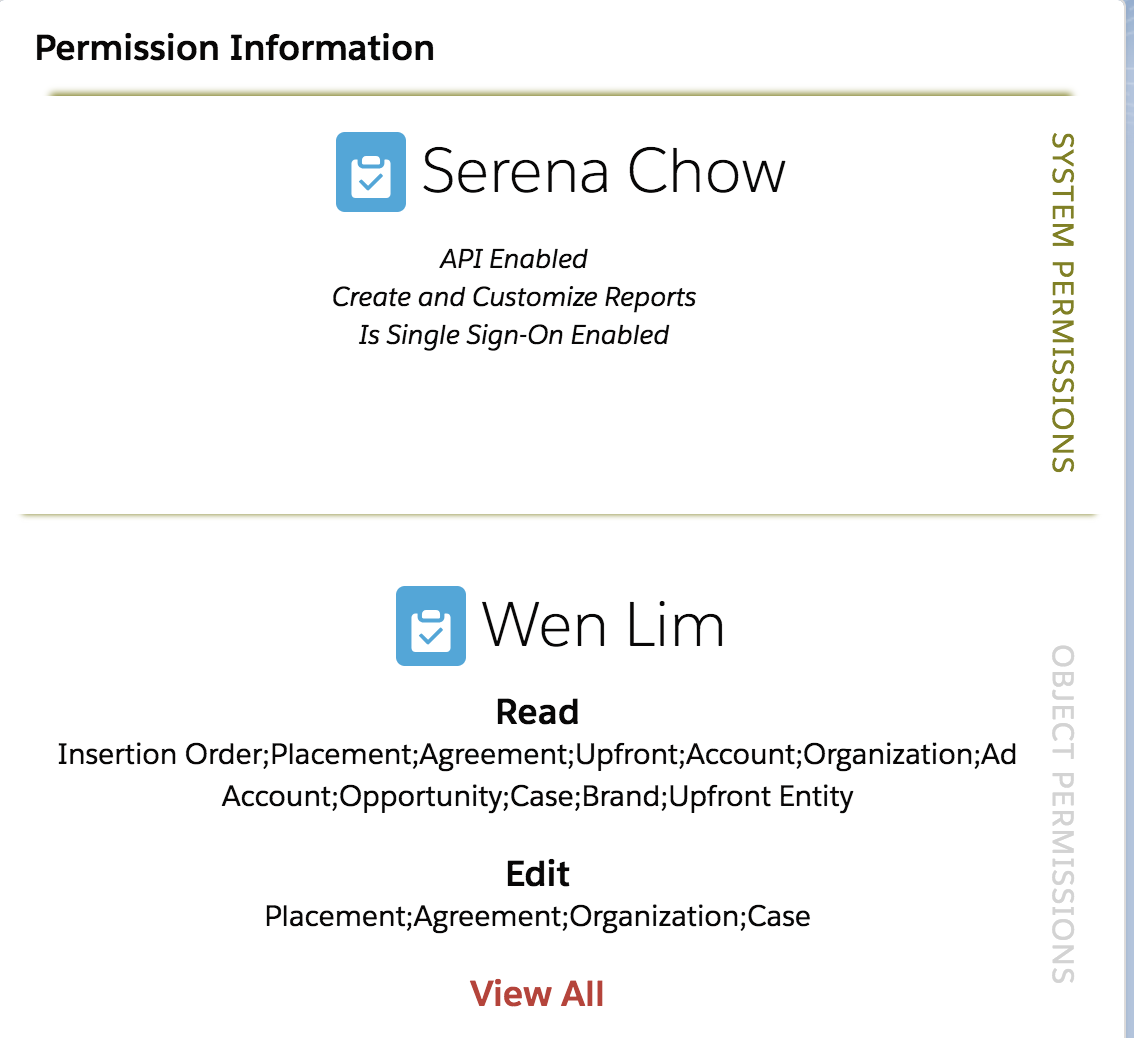 Permission Information
Serena Chow
API Enabled
Create and Customize Reports
Is Single Sign-On Enabled
SYSTEM PERMISSIONS
Wen Lim
Read
Insertion Order;Placement;Agreement;Upfront;Account;Organization;Ad
Account;Opportunity;Case;Brand;Upfront Entity
Edit
Placement;Agreement;Organization;Case
View All
OBJECT PERMISSIONS